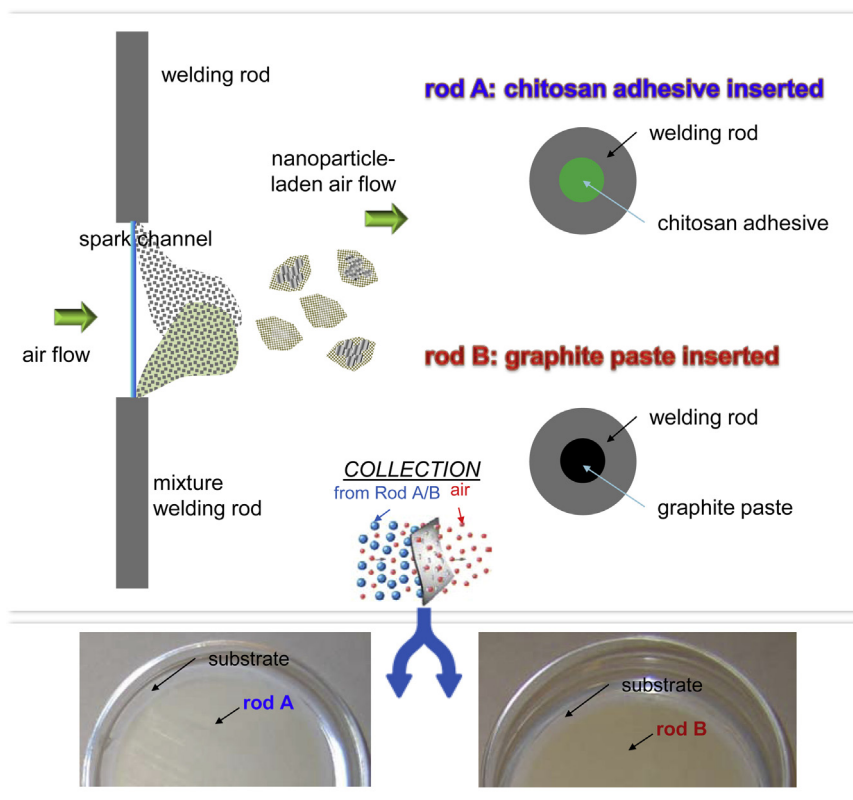 welding rod
rod A: chitosan adhesive inserted
welding rod
nanoparticle-
laden air flow
chitosan adhesive
spark channel
air flow
rod B: graphite paste inserted
welding rod
COLLECTION
from Rod A/B air
mixture
welding rod
graphite paste
substrate
rod A
substrate
rod B